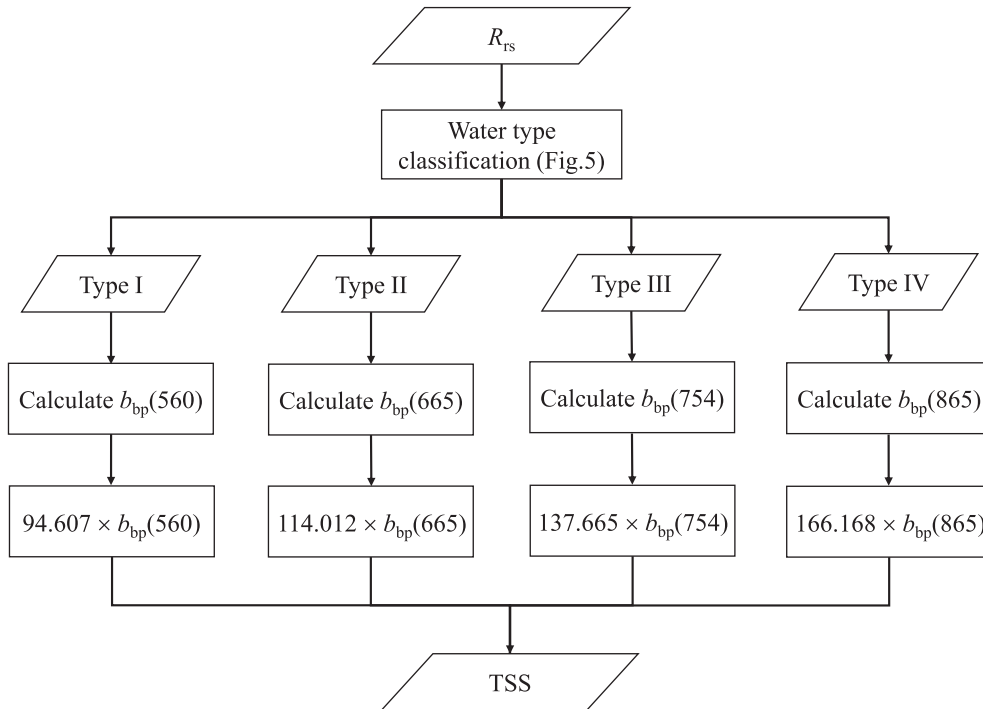 R_rs
Water type
classification (Fig.5)
Type I
Type II
Type III
Type IV
Calculate b_bp(560)
Calculate b_bp(665)
Calculate b_bp(754)
Calculate b_bp(865)
94.607 × b_bp(560)
114.012 × b_bp(665)
137.665 × b_bp(754)
166.168 × b_bp(865)
TSS